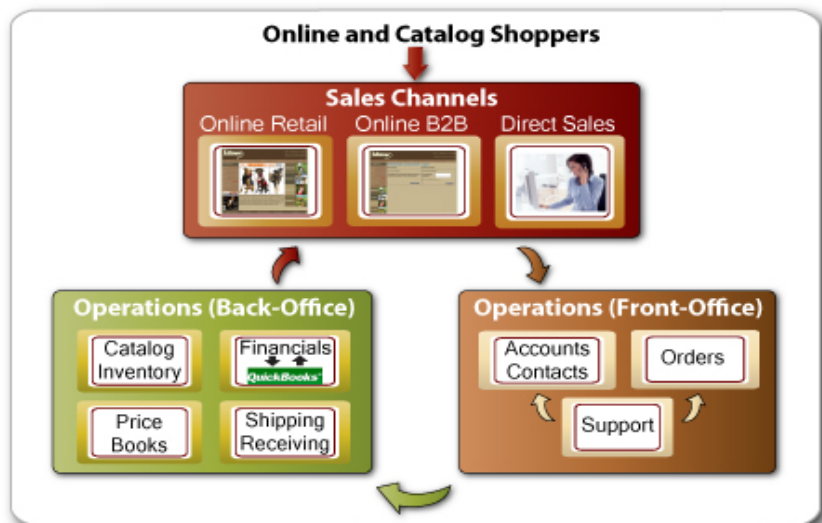 Online and Catalog Shoppers
Sales Channels
Online Retail
Online B2B
Direct Sales
Operations (Back-Office)
Catalog
Inventory
Financials
QuickBooks
Price
Books
Shipping
Receiving
Operations (Front-Office)
Accounts
Contacts
Orders
Support